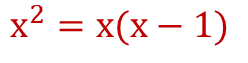 x² = x(x − 1)